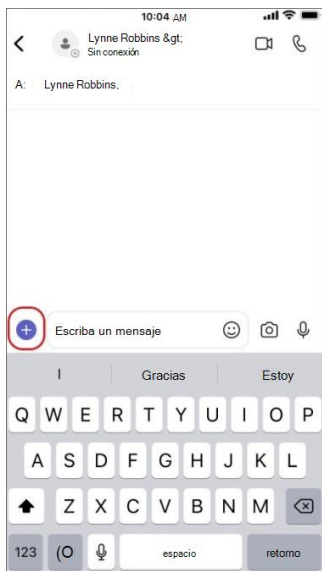 10:04 AM
Lynne Robbins &gt;
Sin conexión
A: Lynne Robbins,
Escriba un mensaje
I Gracias Estoy
Q W E R T Y U I O P
A S D F G H J K L
Z X C V B N M
123 (O espacio retorno